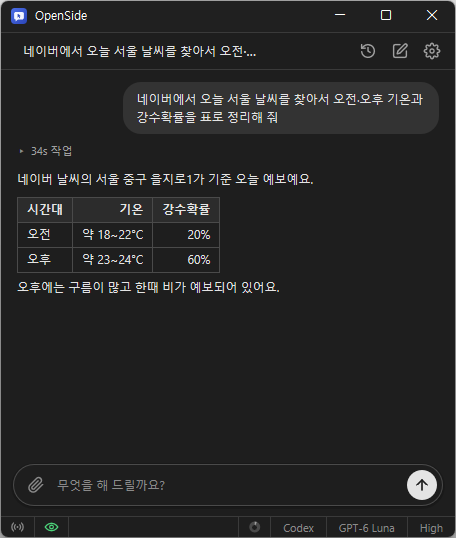 OpenSide
네이버에서 오늘 서울 날씨를 찾아서 오전·...
네이버에서 오늘 서울 날씨를 찾아서 오전·오후 기온과
강수확률을 표로 정리해 줘
34s 작업
네이버 날씨의 서울 중구 을지로1가 기준 오늘 예보예요.
시간대 기온 강수확률
오전 약 18~22°C 20%
오후 약 23~24°C 60%
오후에는 구름이 많고 한때 비가 예보되어 있어요.
무엇을 해 드릴까요?
Codex GPT-6 Luna High